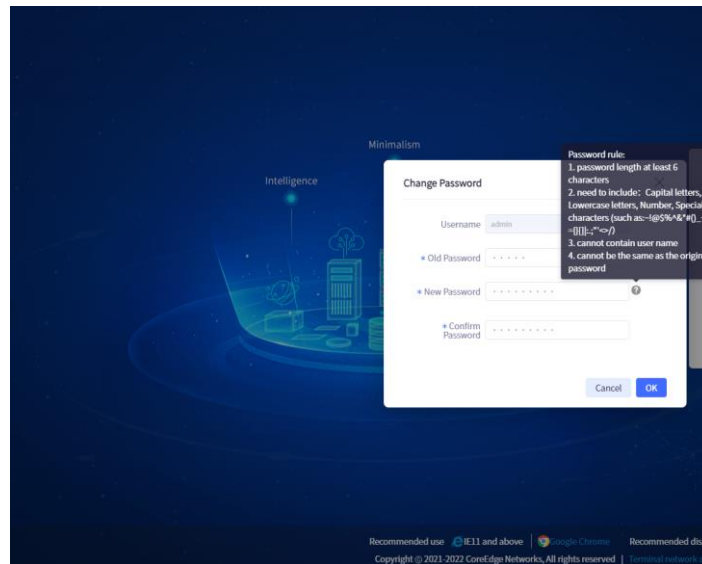 Minimalism
Intelligence
Password rule:
1. password length at least 6
characters
2. need to include: Capital letters,
Lowercase letters, Number, Special
characters (such as:~!@$%^&*#()_-
={}[]|:.;"'<>/)
3. cannot contain user name
4. cannot be the same as the origin
password
Change Password
Username admin
* Old Password
* New Password
* Confirm
Password
Cancel OK
Recommended use IE11 and above | Google Chrome Recommended dis
Copyright © 2021-2022 CoreEdge Networks, All rights reserved | Terminal network